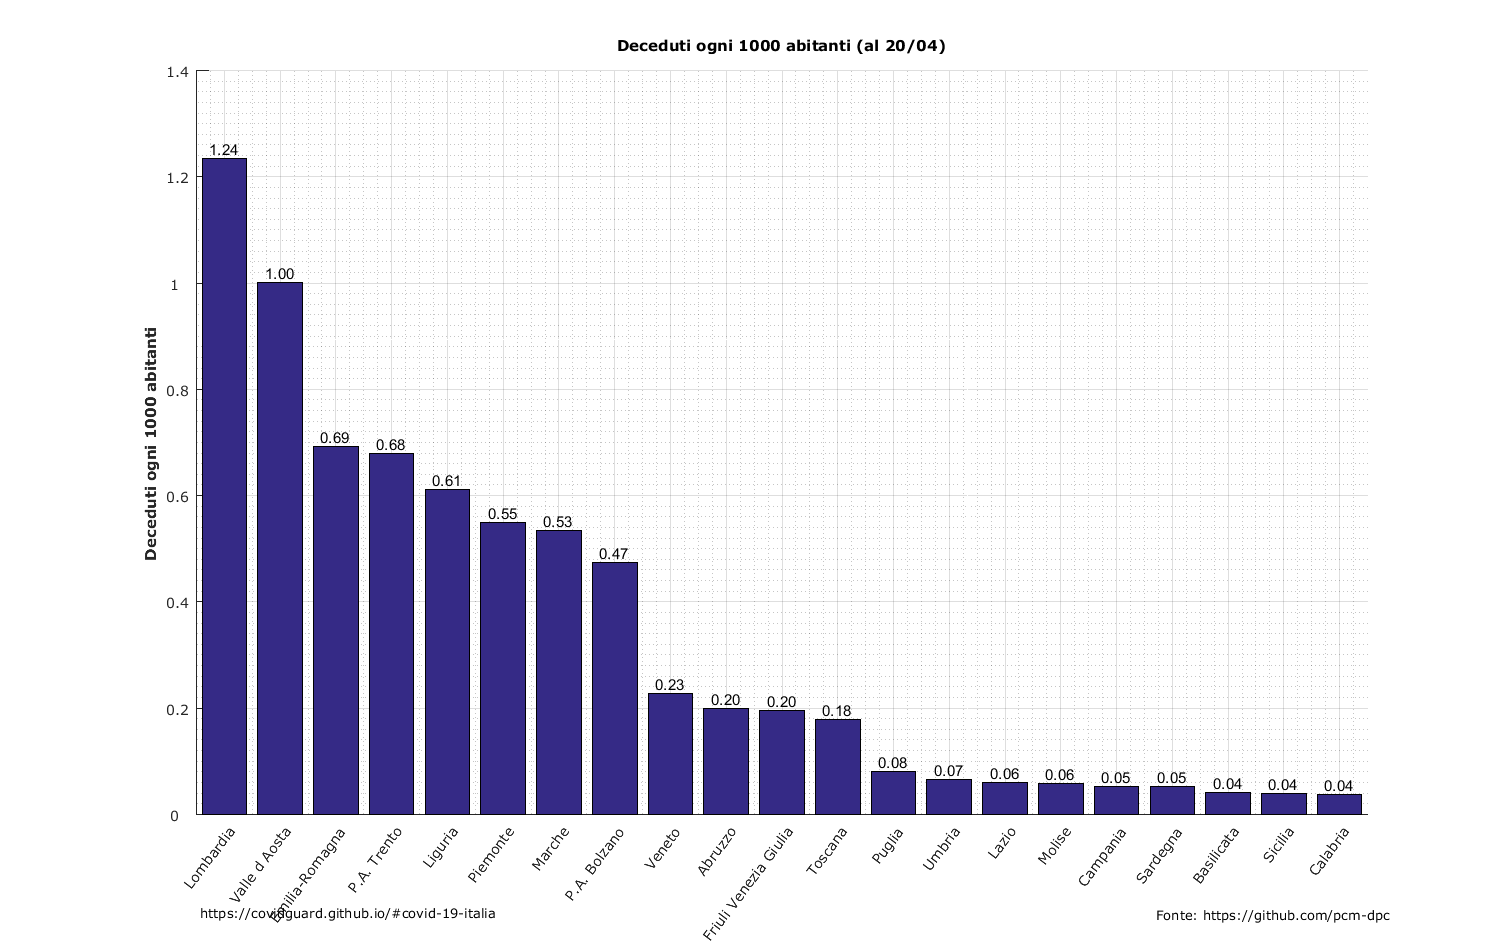 Deceduti ogni 1000 abitanti (al 20/04)
Deceduti ogni 1000 abitanti
1.4
1.2
1
0.8
0.6
0.4
0.2
0
1.24
1.00
0.69
0.68
0.61
0.55
0.53
0.47
0.23
0.20
0.20
0.18
0.08
0.07
0.06
0.06
0.05
0.05
0.04
0.04
0.04
Lombardia
Valle d Aosta
Emilia-Romagna
P.A. Trento
Liguria
Piemonte
Marche
P.A. Bolzano
Veneto
Abruzzo
Friuli Venezia Giulia
Toscana
Puglia
Umbria
Lazio
Molise
Campania
Sardegna
Basilicata
Sicilia
Calabria
https://covidguard.github.io/#covid-19-italia
Fonte: https://github.com/pcm-dpc